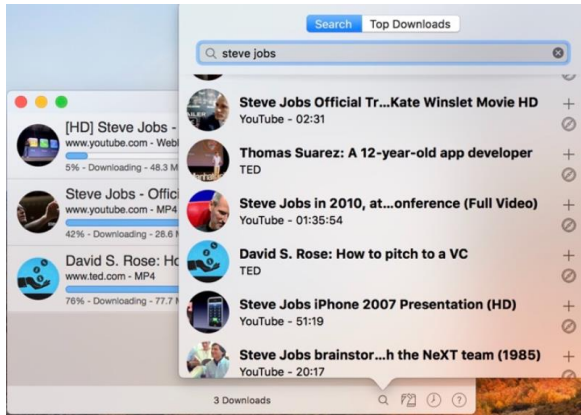 Search
Top Downloads
steve jobs
Steve Jobs Official Tr...Kate Winslet Movie HD
YouTube - 02:31
Thomas Suarez: A 12-year-old app developer
TED
Steve Jobs in 2010, at...onference (Full Video)
YouTube - 01:35:54
David S. Rose: How to pitch to a VC
TED
Steve Jobs iPhone 2007 Presentation (HD)
YouTube - 51:19
Steve Jobs brainstor...h the NeXT team (1985)
YouTube - 20:17
[HD] Steve Jobs -
www.youtube.com - Web
5% - Downloading - 48.3 M
Steve Jobs - Offici
www.youtube.com - MP4
42% - Downloading - 28.6
David S. Rose: Ho
www.ted.com - MP4
76% - Downloading - 77.7
3 Downloads